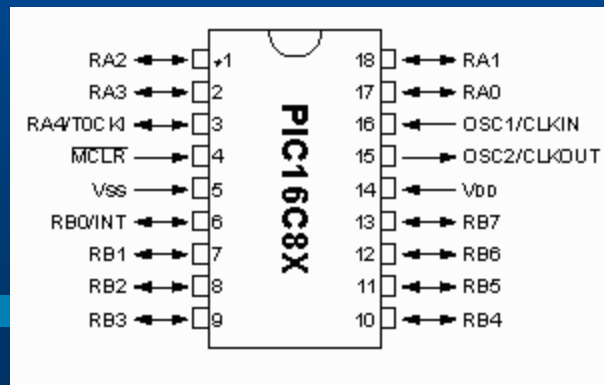 RA2 •1 18 RA1
RA3 2 17 RA0
RA4/T0CKI 3 16 OSC1/CLKIN
MCLR 4 15 OSC2/CLKOUT
VSS 5 14 VDD
RB0/INT 6 13 RB7
RB1 7 12 RB6
RB2 8 11 RB5
RB3 9 10 RB4
PIC16C8X